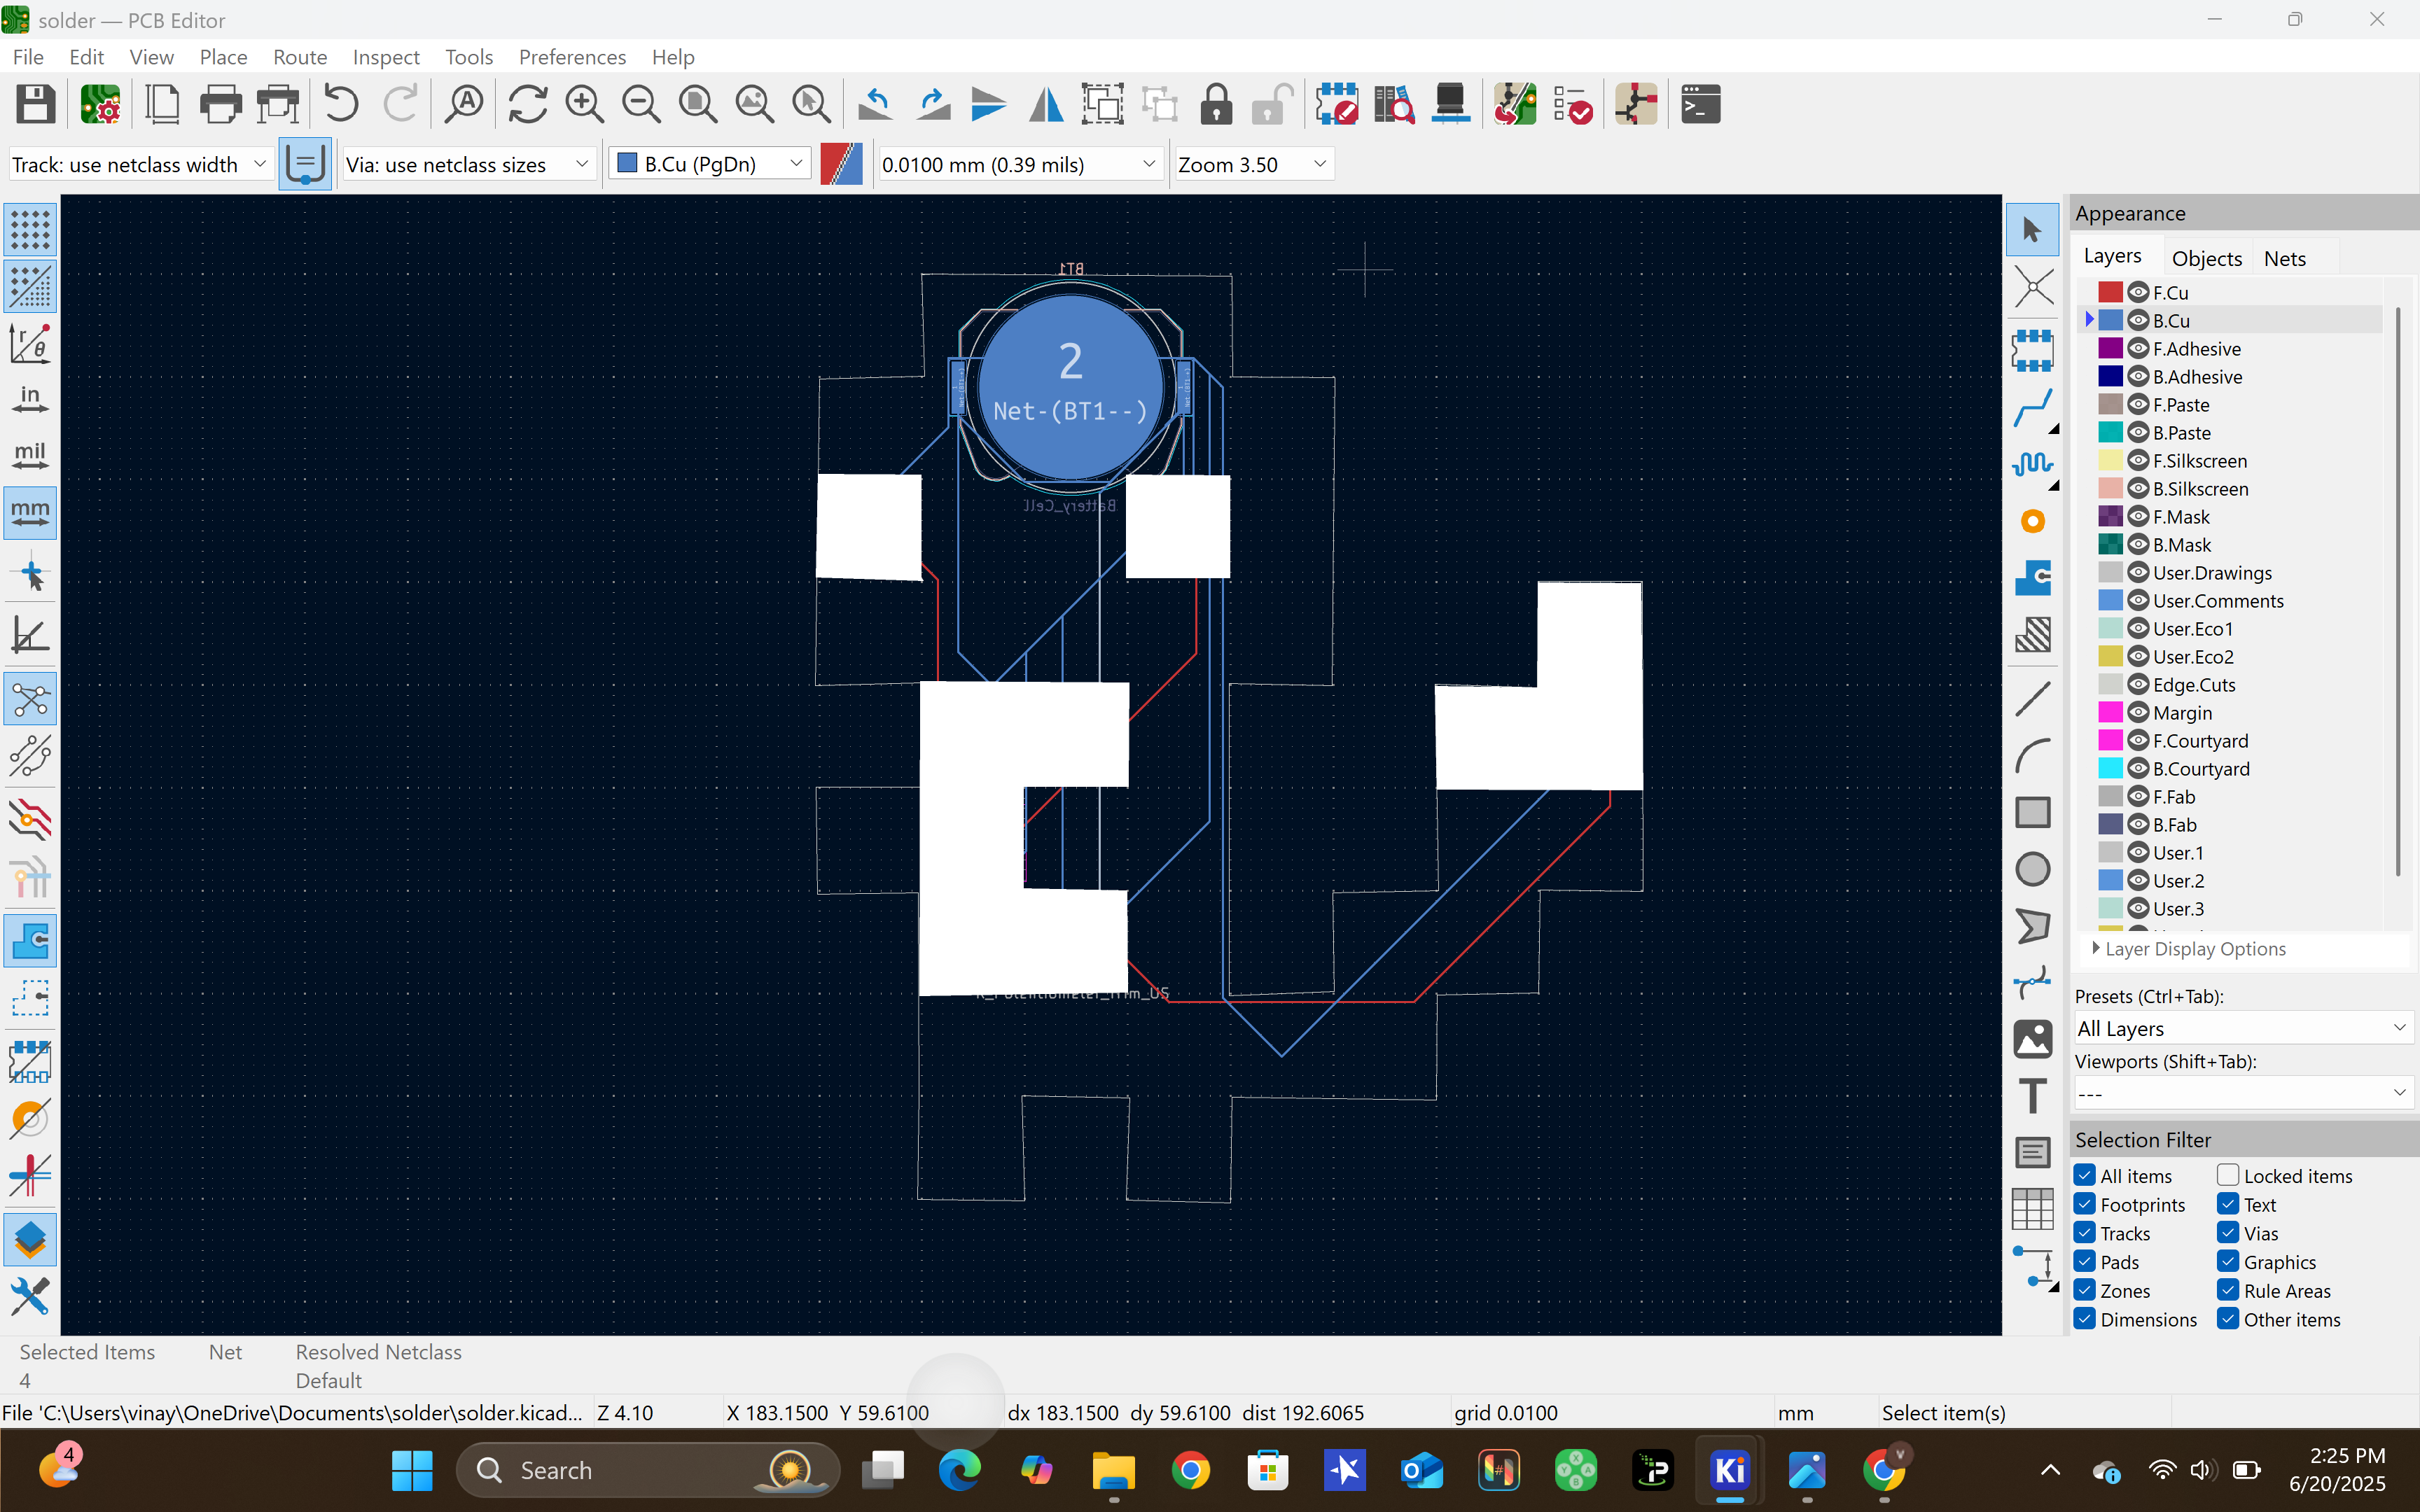 solder — PCB Editor
File Edit View Place Route Inspect Tools Preferences Help
Track: use netclass width Via: use netclass sizes B.Cu (PgDn) 0.0100 mm (0.39 mils) Zoom 3.50
in
mil
mm
BT1
2
Net-(BT1--)
Battery_Cell
Appearance
Layers Objects Nets
F.Cu
B.Cu
F.Adhesive
B.Adhesive
F.Paste
B.Paste
F.Silkscreen
B.Silkscreen
F.Mask
B.Mask
User.Drawings
User.Comments
User.Eco1
User.Eco2
Edge.Cuts
Margin
F.Courtyard
B.Courtyard
F.Fab
B.Fab
User.1
User.2
User.3
Layer Display Options
Presets (Ctrl+Tab):
All Layers
Viewports (Shift+Tab):
---
Selection Filter
All items Locked items
Footprints Text
Tracks Vias
Pads Graphics
Zones Rule Areas
Dimensions Other items
Selected Items Net Resolved Netclass
4 Default
File 'C:\Users\vinay\OneDrive\Documents\solder\solder.kicad... Z 4.10 X 183.1500 Y 59.6100 dx 183.1500 dy 59.6100 dist 192.6065 grid 0.0100 mm Select item(s)
4
Search
Ki
V
2:25 PM
6/20/2025